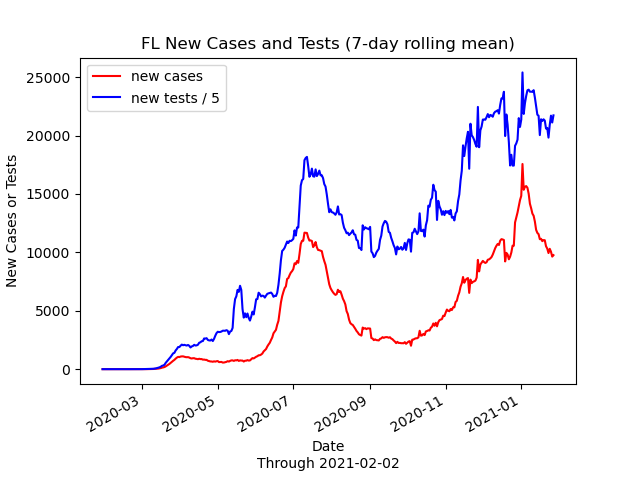 FL New Cases and Tests (7-day rolling mean)
new cases
new tests / 5
New Cases or Tests
25000
20000
15000
10000
5000
0
2020-03
2020-05
2020-07
2020-09
2020-11
2021-01
Date
Through 2021-02-02